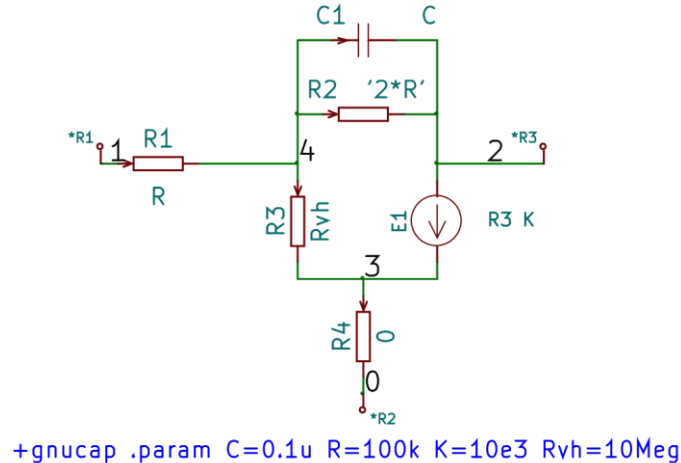 C1 C
R2 '2*R'
*R1 1 R1 4 2 *R3
R
R3 Rvh E1 R3 K
3
R4 0
0
*R2
+gnucap .param C=0.1u R=100k K=10e3 Rvh=10Meg